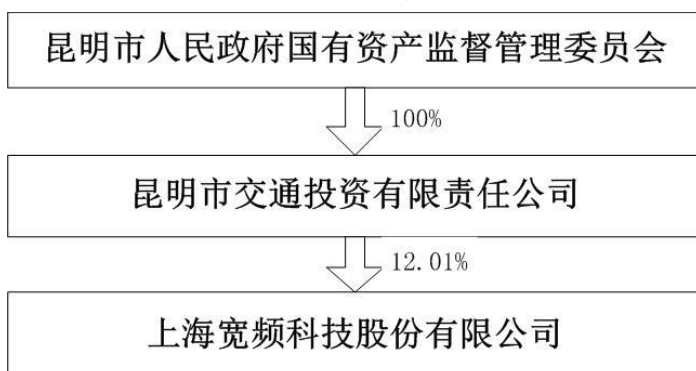 昆明市人民政府国有资产监督管理委员会
100%
昆明市交通投资有限责任公司
12.01%
上海宽频科技股份有限公司